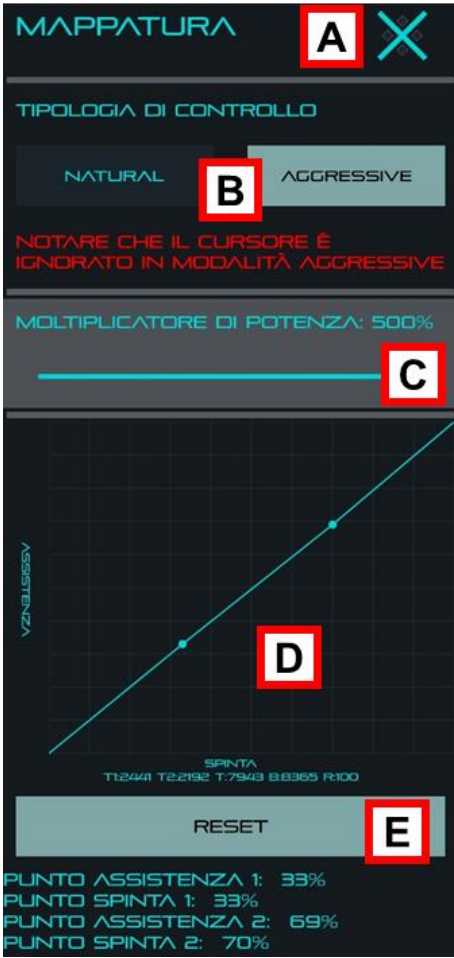 MAPPATURA
A
TIPOLOGIA DI CONTROLLO
NATURAL
B
AGGRESSIVE
NOTARE CHE IL CURSORE È
IGNORATO IN MODALITÀ AGGRESSIVE
MOLTIPLICATORE DI POTENZA: 500%
C
ASSISTENZA
D
SPINTA
T1:2441 T2:2192 T:7943 B:8365 R:100
RESET
E
PUNTO ASSISTENZA 1: 33%
PUNTO SPINTA 1: 33%
PUNTO ASSISTENZA 2: 69%
PUNTO SPINTA 2: 70%